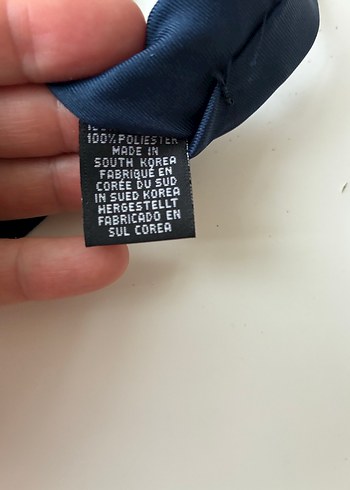 100% POLIESTER
MADE IN
SOUTH KOREA
FABRIQUÉ EN
CORÉE DU SUD
IN SUED KOREA
HERGESTELLT
FABRICADO EN
SUL COREA